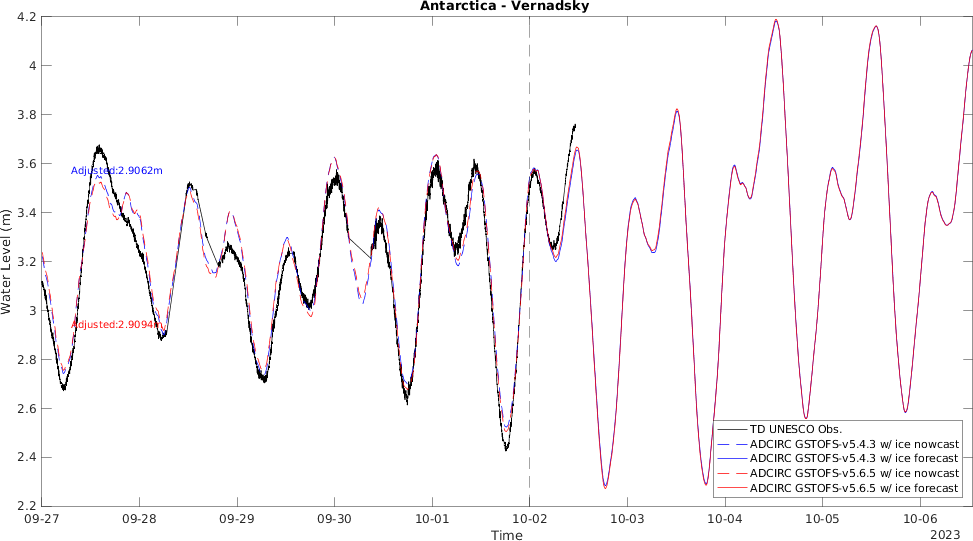 Antarctica - Vernadsky
4.2
4
3.8
3.6
3.4
3.2
3
2.8
2.6
2.4
2.2
Water Level (m)
Adjusted:2.9062m
Adjusted:2.9094m
TD UNESCO Obs.
ADCIRC GSTOFS-v5.4.3 w/ ice nowcast
ADCIRC GSTOFS-v5.4.3 w/ ice forecast
ADCIRC GSTOFS-v5.6.5 w/ ice nowcast
ADCIRC GSTOFS-v5.6.5 w/ ice forecast
09-27 09-28 09-29 09-30 10-01 10-02 10-03 10-04 10-05 10-06
Time
2023